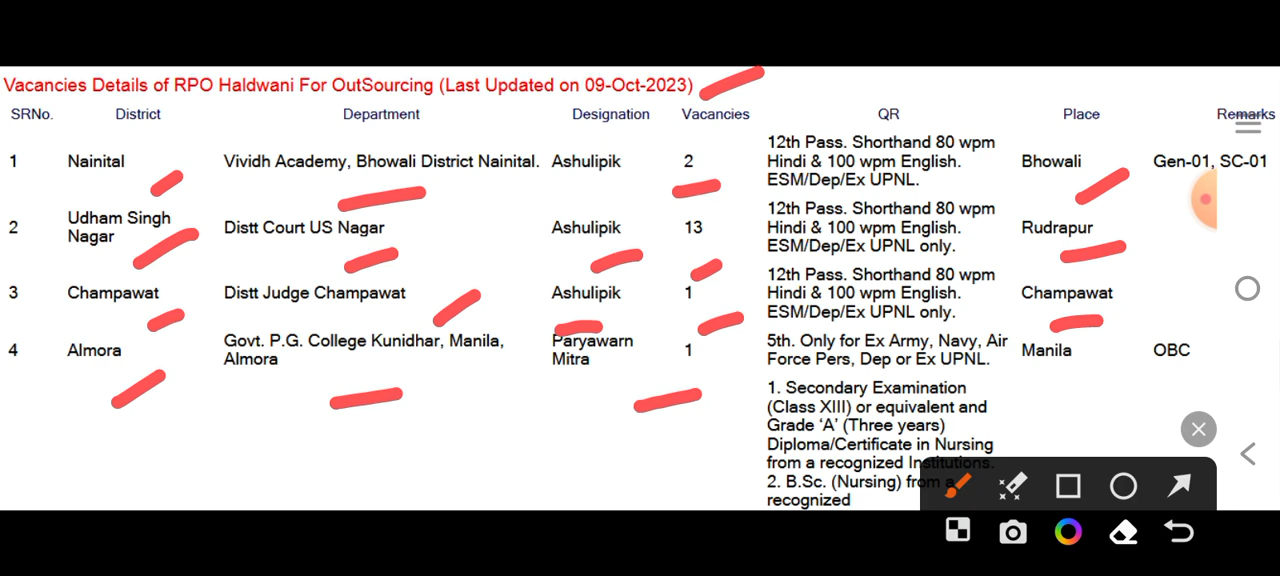 Vacancies Details of RPO Haldwani For OutSourcing (Last Updated on 09-Oct-2023)
SRNo. District Department Designation Vacancies QR Place Remarks
1 Nainital Vividh Academy, Bhowali District Nainital. Ashulipik 2 12th Pass. Shorthand 80 wpm
Hindi & 100 wpm English.
ESM/Dep/Ex UPNL. Bhowali Gen-01, SC-01
2 Udham Singh
Nagar Distt Court US Nagar Ashulipik 13 12th Pass. Shorthand 80 wpm
Hindi & 100 wpm English.
ESM/Dep/Ex UPNL only. Rudrapur
3 Champawat Distt Judge Champawat Ashulipik 1 12th Pass. Shorthand 80 wpm
Hindi & 100 wpm English.
ESM/Dep/Ex UPNL only. Champawat
4 Almora Govt. P.G. College Kunidhar, Manila,
Almora Paryawarn
Mitra 1 5th. Only for Ex Army, Navy, Air
Force Pers, Dep or Ex UPNL. Manila OBC
1. Secondary Examination
(Class XIII) or equivalent and
Grade ‘A’ (Three years)
Diploma/Certificate in Nursing
from a recognized Institutions.
2. B.Sc. (Nursing) from a
recognized